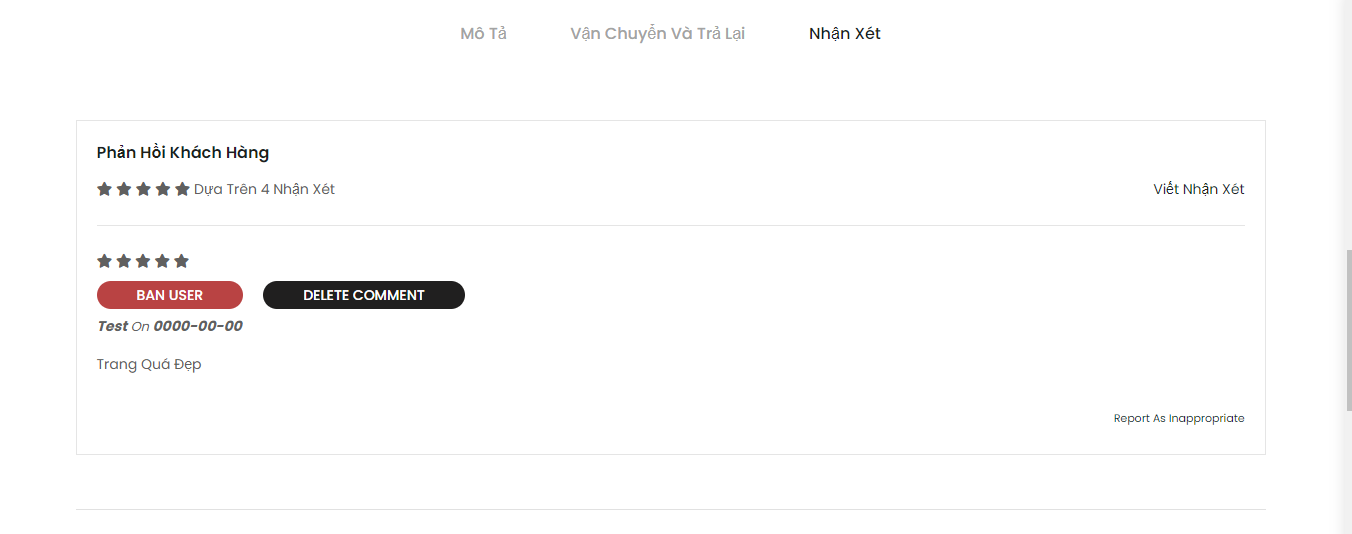 Mô Tả Vận Chuyển Và Trả Lại Nhận Xét
Phản Hồi Khách Hàng
Dựa Trên 4 Nhận Xét Viết Nhận Xét
BAN USER DELETE COMMENT
Test On 0000-00-00
Trang Quá Đẹp
Report As Inappropriate